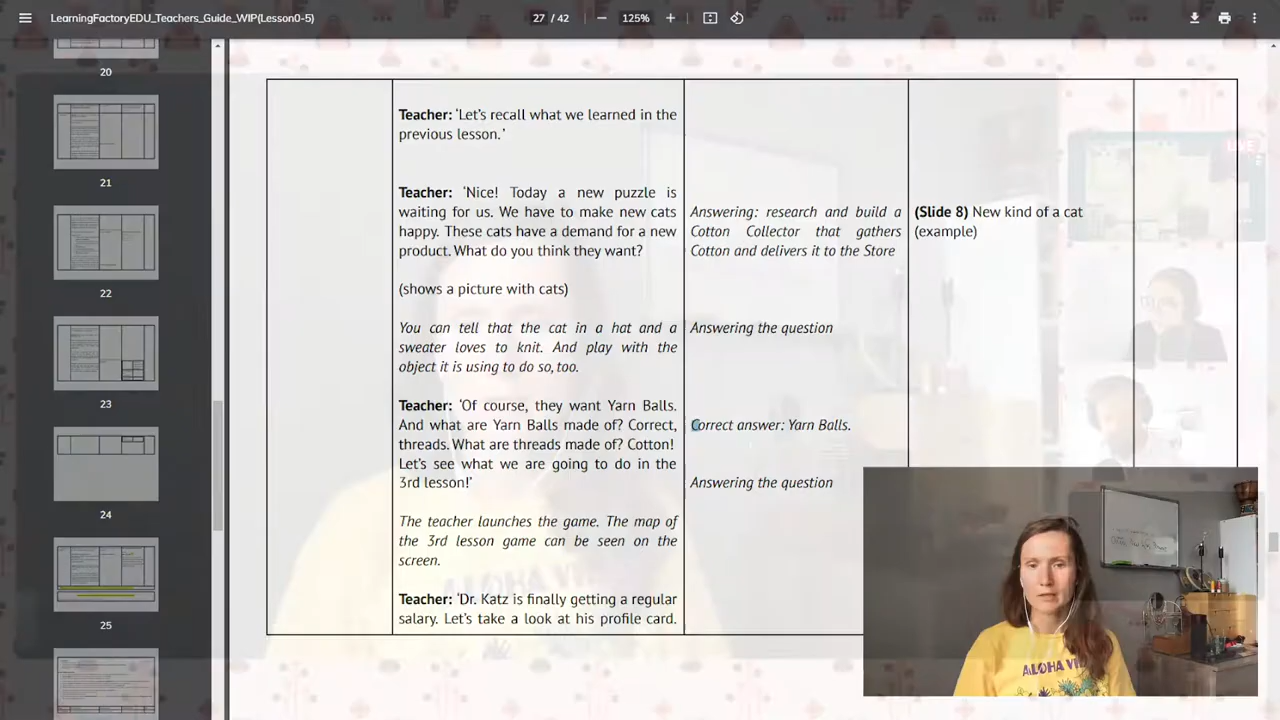 LearningFactoryEDU_Teachers_Guide_WIP(Lesson0-5)
27 / 42
125%
20
21
22
23
24
25
Teacher: ‘Let’s recall what we learned in the
previous lesson.’
Teacher: ‘Nice! Today a new puzzle is
waiting for us. We have to make new cats
happy. These cats have a demand for a new
product. What do you think they want?
(shows a picture with cats)
You can tell that the cat in a hat and a
sweater loves to knit. And play with the
object it is using to do so, too.
Teacher: ‘Of course, they want Yarn Balls.
And what are Yarn Balls made of? Correct,
threads. What are threads made of? Cotton!
Let’s see what we are going to do in the
3rd lesson!’
The teacher launches the game. The map of
the 3rd lesson game can be seen on the
screen.
Teacher: ‘Dr. Katz is finally getting a regular
salary. Let’s take a look at his profile card.
Answering: research and build a
Cotton Collector that gathers
Cotton and delivers it to the Store
Answering the question
Correct answer: Yarn Balls.
Answering the question
(Slide 8) New kind of a cat
(example)
LIVE
ALOHA